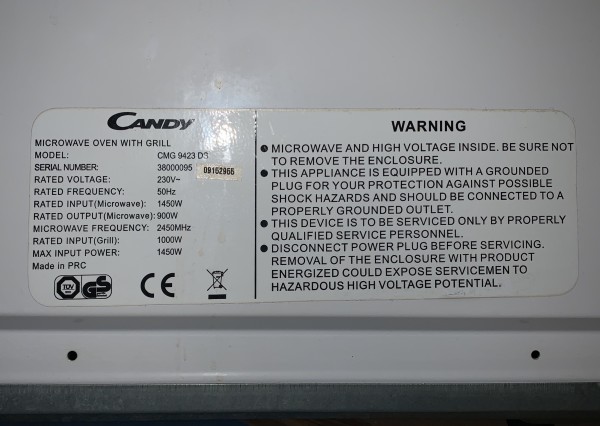 CANDY
MICROWAVE OVEN WITH GRILL
MODEL: CMG 9423 DS
SERIAL NUMBER: 38000095 09152966
RATED VOLTAGE: 230V~
RATED FREQUENCY: 50Hz
RATED INPUT(Microwave): 1450W
RATED OUTPUT(Microwave): 900W
MICROWAVE FREQUENCY: 2450MHz
RATED INPUT(Grill): 1000W
MAX INPUT POWER: 1450W
Made in PRC
TÜV GS CE
WARNING
● MICROWAVE AND HIGH VOLTAGE INSIDE. BE SURE NOT
TO REMOVE THE ENCLOSURE.
● THIS APPLIANCE IS EQUIPPED WITH A GROUNDED
PLUG FOR YOUR PROTECTION AGAINST POSSIBLE
SHOCK HAZARDS AND SHOULD BE CONNECTED TO A
PROPERLY GROUNDED OUTLET.
● THIS DEVICE IS TO BE SERVICED ONLY BY PROPERLY
QUALIFIED SERVICE PERSONNEL.
● DISCONNECT POWER PLUG BEFORE SERVICING.
REMOVAL OF THE ENCLOSURE WITH PRODUCT
ENERGIZED COULD EXPOSE SERVICEMEN TO
HAZARDOUS HIGH VOLTAGE POTENTIAL.